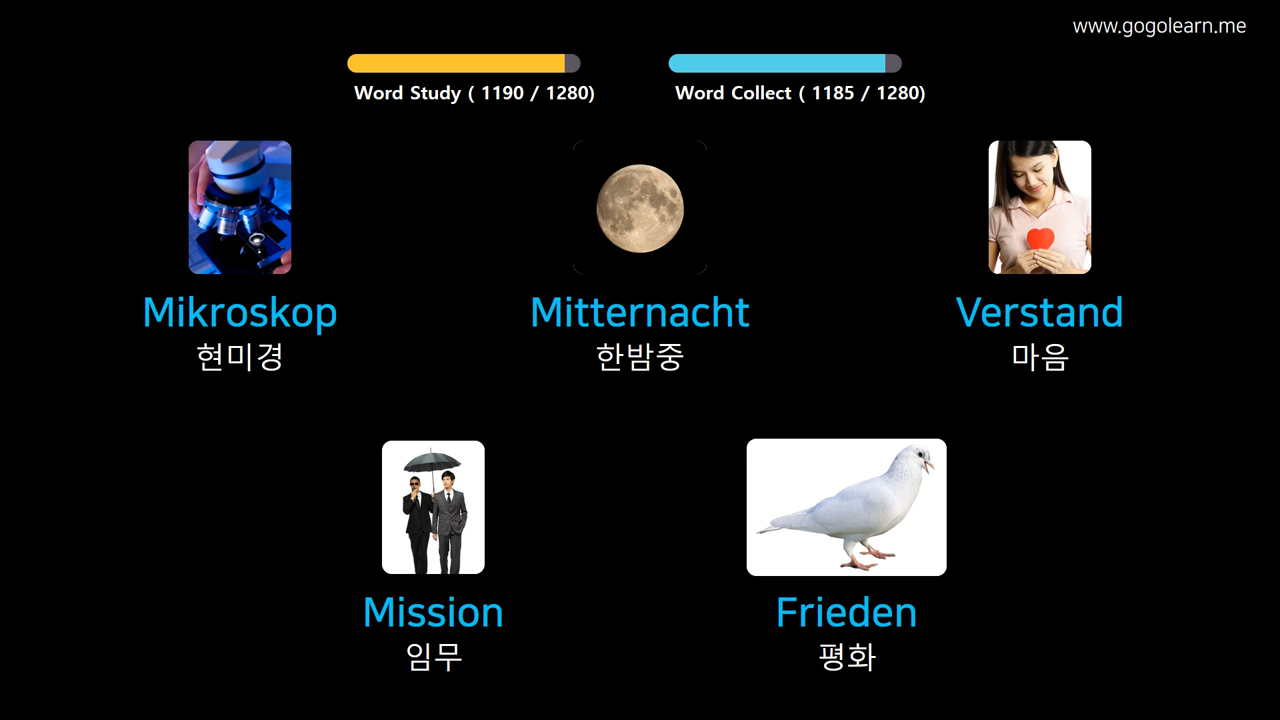 www.gogolearn.me
Word Study ( 1190 / 1280)
Word Collect ( 1185 / 1280)
Mikroskop
현미경
Mitternacht
한밤중
Verstand
마음
Mission
임무
Frieden
평화